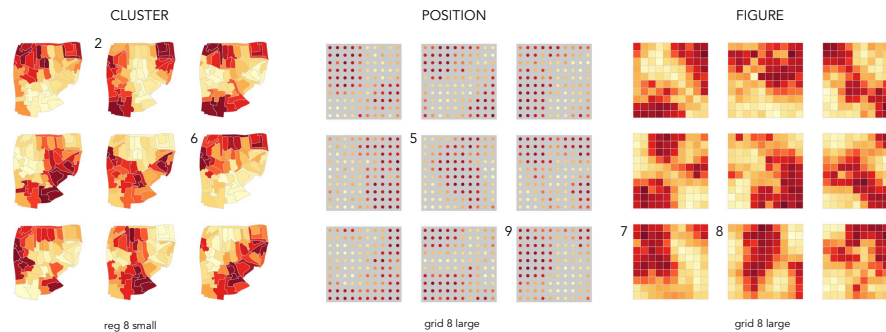 CLUSTER POSITION FIGURE
2
6 5
9 7 8
reg 8 small grid 8 large grid 8 large